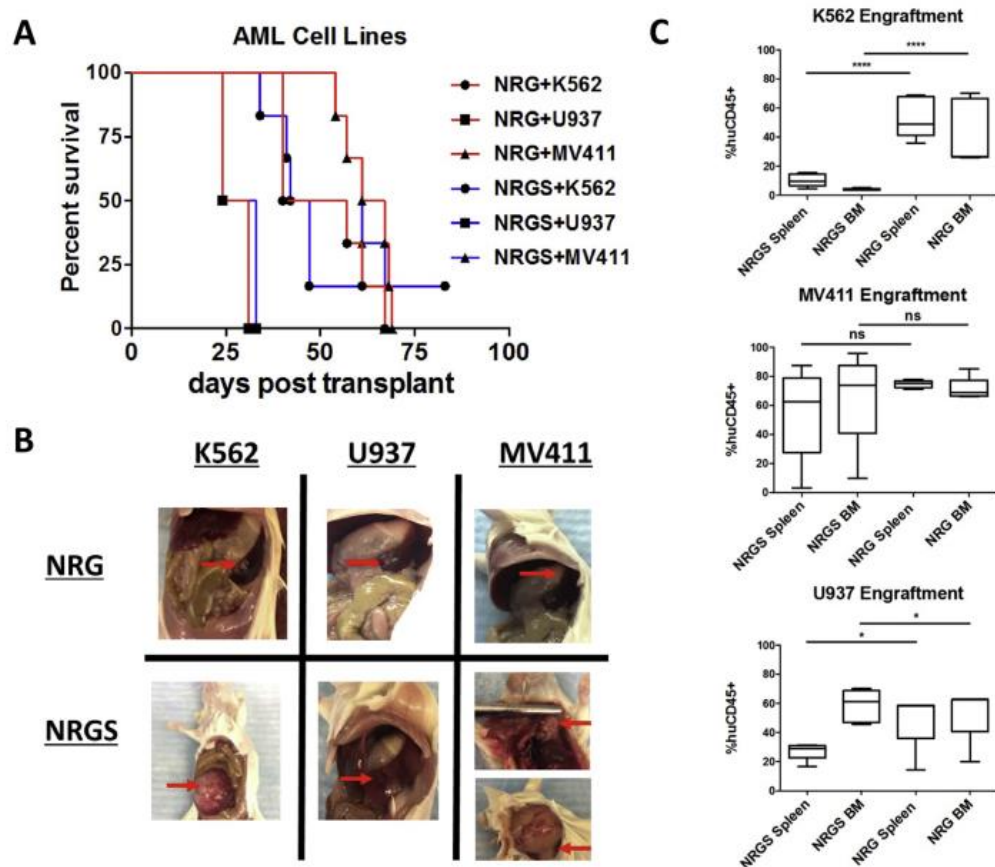 A
AML Cell Lines
Percent survival
100
75
50
25
0
0 25 50 75 100
days post transplant
NRG+K562
NRG+U937
NRG+MV411
NRGS+K562
NRGS+U937
NRGS+MV411
B
K562 U937 MV411
NRG
NRGS
C
K562 Engraftment
%huCD45+
100
80
60
40
20
0
****
****
NRGS Spleen
NRGS BM
NRG Spleen
NRG BM
MV411 Engraftment
%huCD45+
100
80
60
40
20
0
ns
ns
NRGS Spleen
NRGS BM
NRG Spleen
NRG BM
U937 Engraftment
%huCD45+
100
80
60
40
20
0
*
*
NRGS Spleen
NRGS BM
NRG Spleen
NRG BM